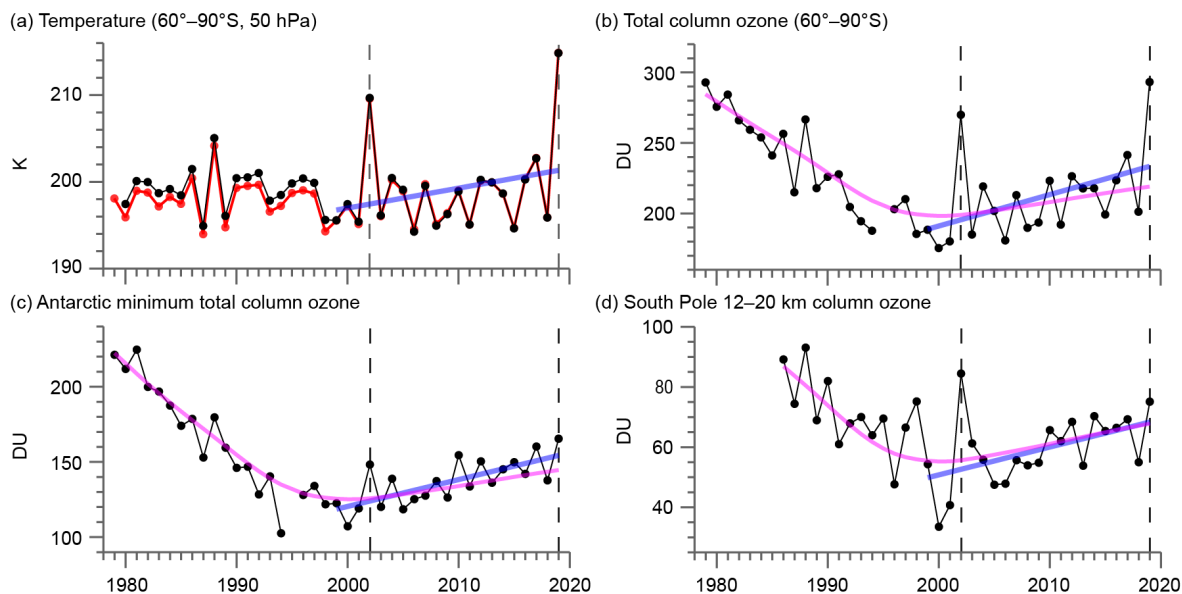 (a) Temperature (60°–90°S, 50 hPa)
(b) Total column ozone (60°–90°S)
210
200
190
K
300
250
200
DU
(c) Antarctic minimum total column ozone
(d) South Pole 12–20 km column ozone
200
150
100
DU
100
80
60
40
DU
1980 1990 2000 2010 2020
1980 1990 2000 2010 2020